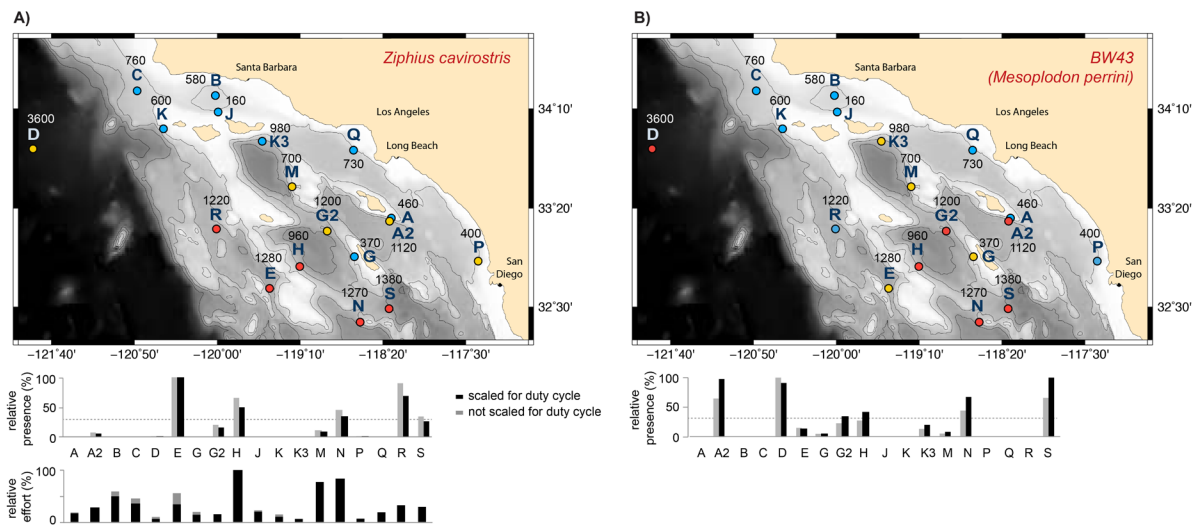 A)
Ziphius cavirostris
760
C
580
B
Santa Barbara
160
J
600
K
Los Angeles
34°10'
3600
D
980
K3
Q
730
Long Beach
700
M
1220
R
1200
G2
460
A
A2
1120
33°20'
960
H
370
G
400
P
1280
E
1380
S
San
Diego
1270
N
32°30'
−121°40' −120°50' −120°00' −119°10' −118°20' −117°30'
relative
presence (%)
100
50
0
A A2 B C D E G G2 H J K K3 M N P Q R S
scaled for duty cycle
not scaled for duty cycle
relative
effort (%)
100
50
0
A A2 B C D E G G2 H J K K3 M N P Q R S
B)
BW43
(Mesoplodon perrini)
760
C
580
B
Santa Barbara
160
J
600
K
Los Angeles
34°10'
3600
D
980
K3
Q
730
Long Beach
700
M
1220
R
1200
G2
460
A
A2
1120
33°20'
960
H
370
G
400
P
1280
E
1380
S
San
Diego
1270
N
32°30'
−121°40' −120°50' −120°00' −119°10' −118°20' −117°30'
relative
presence (%)
100
50
0
A A2 B C D E G G2 H J K K3 M N P Q R S